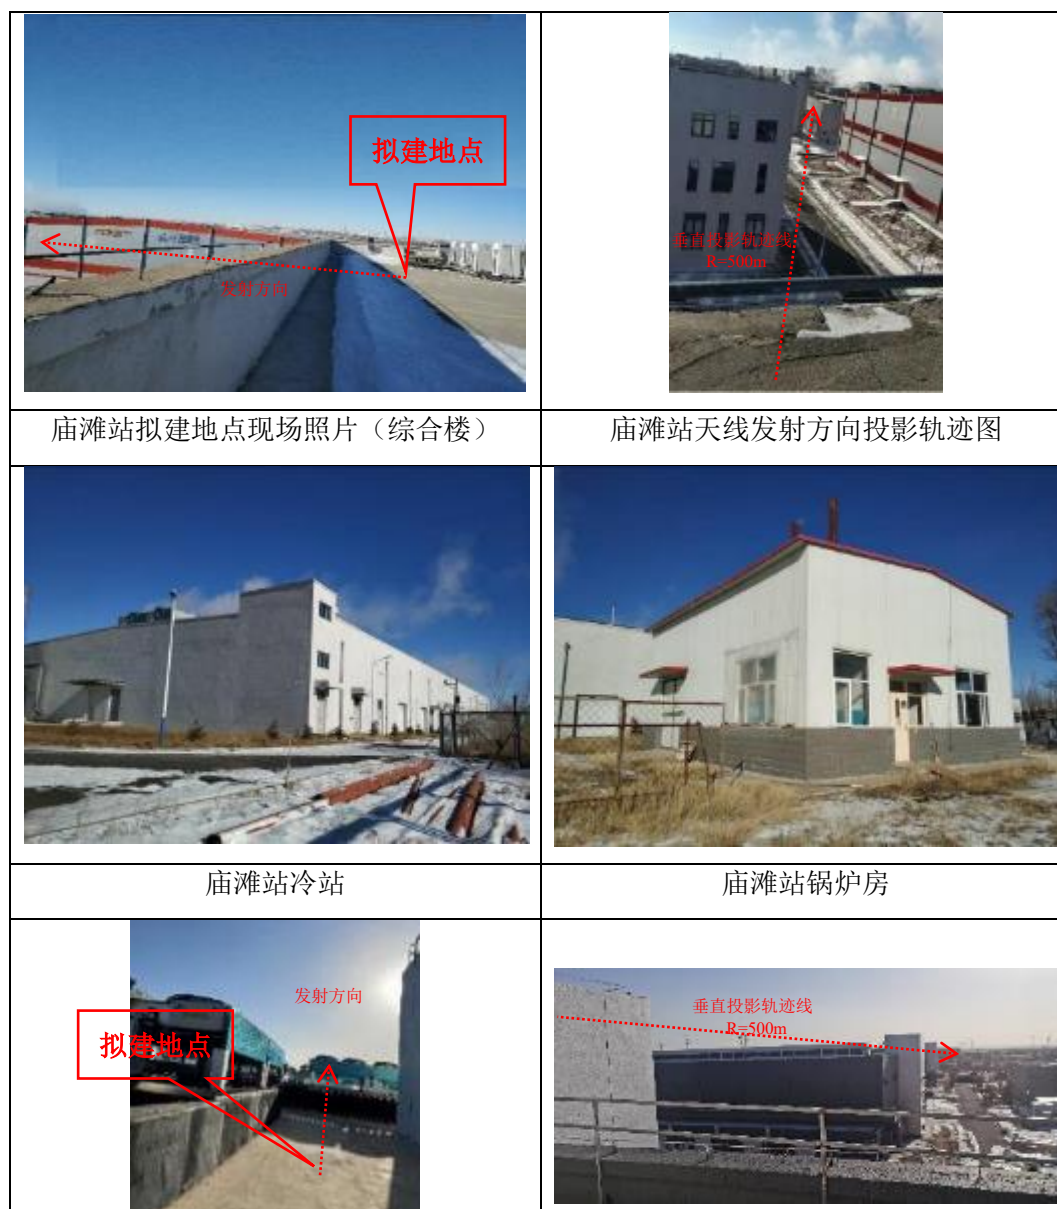 拟建地点
发射方向
垂直投影轨迹线
R=500m
庙滩站拟建地点现场照片（综合楼）
庙滩站天线发射方向投影轨迹图
庙滩站冷站
庙滩站锅炉房
发射方向
拟建地点
垂直投影轨迹线
R=500m